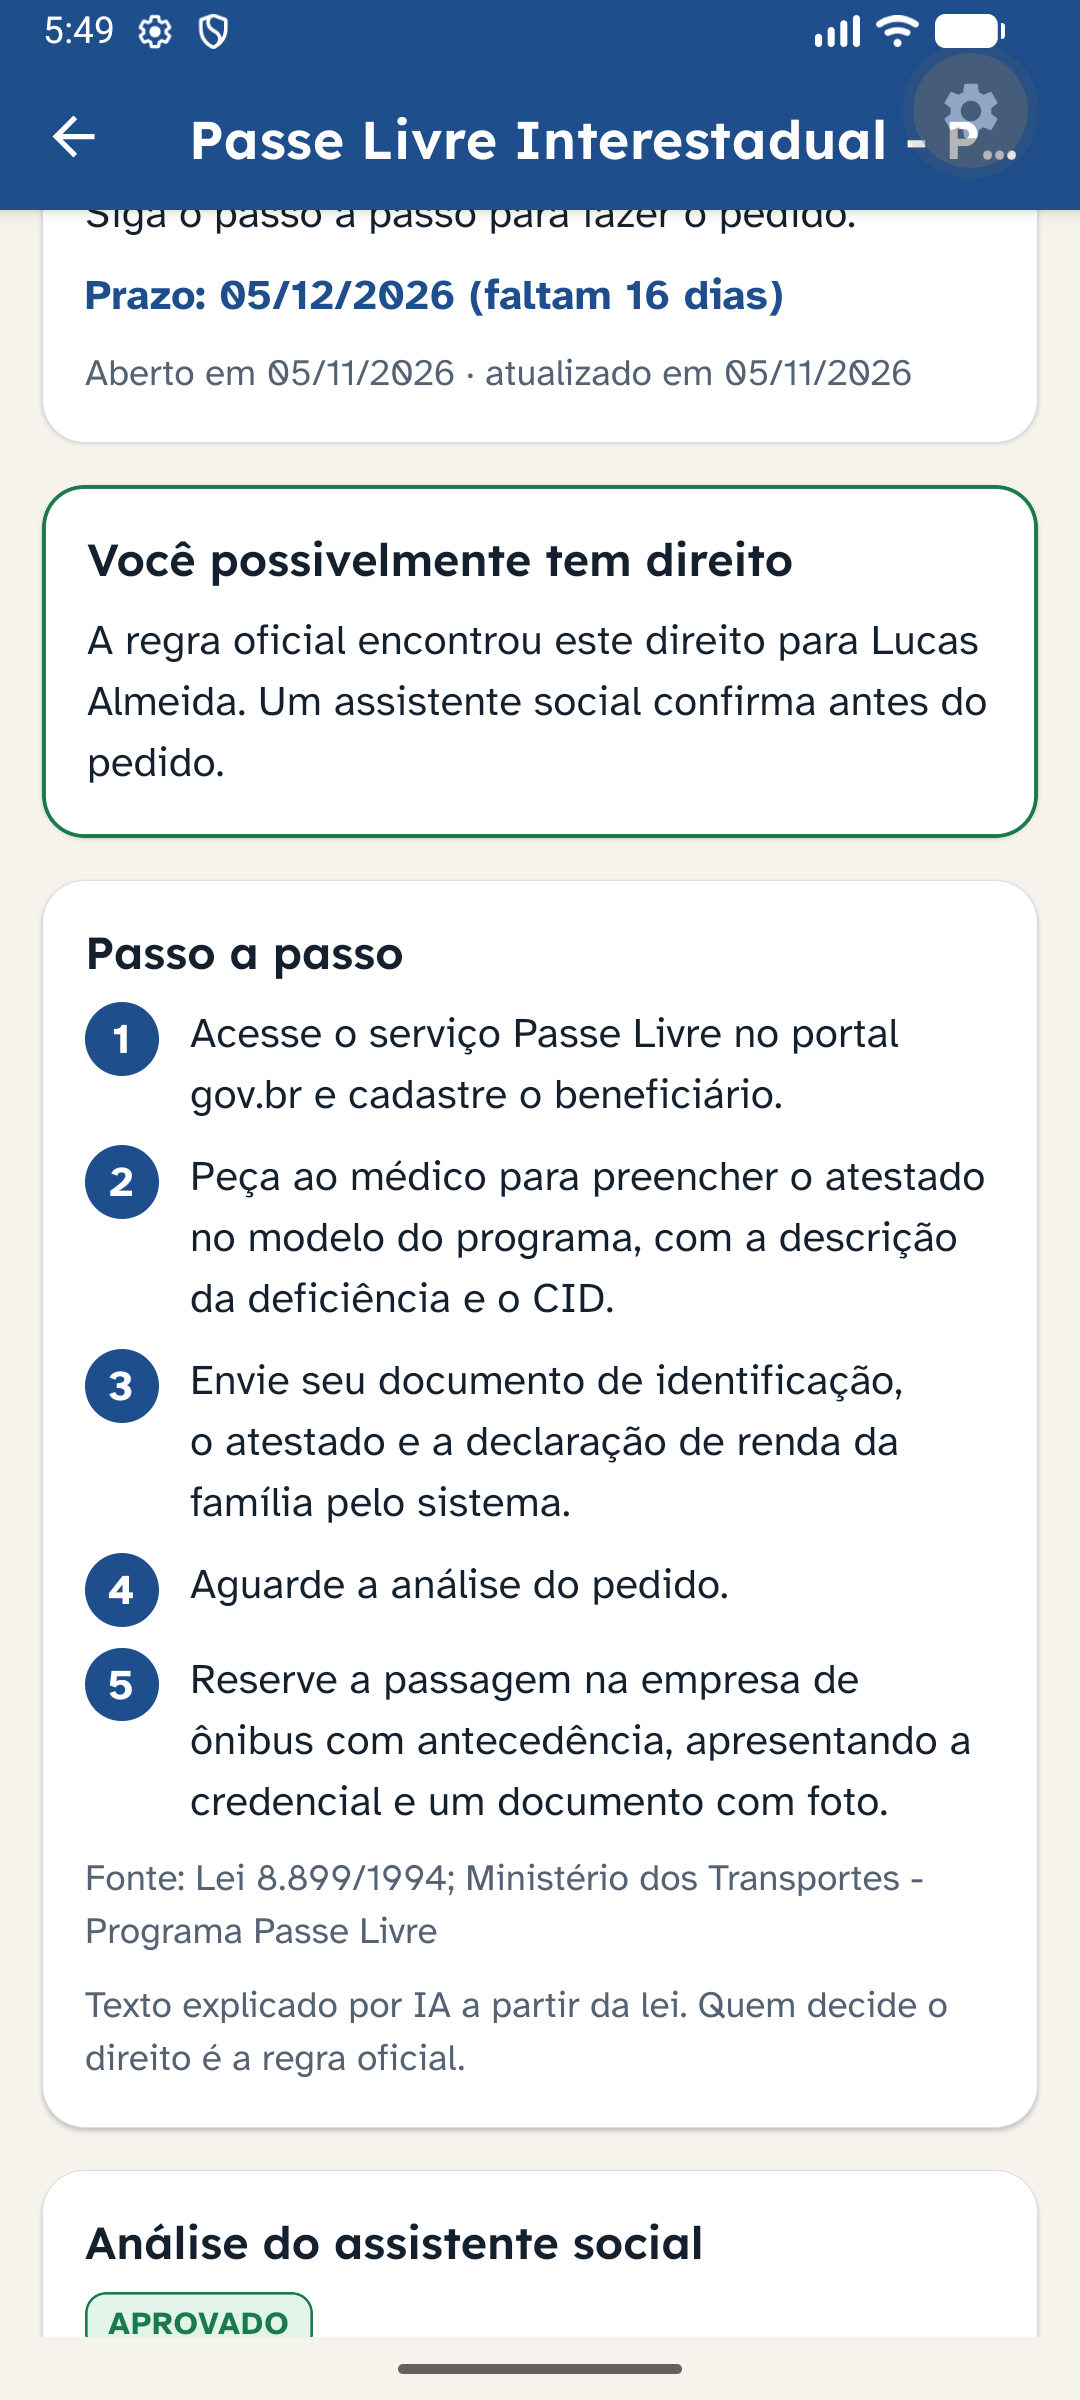 5:49
Passe Livre Interestadual - P...
Siga o passo a passo para fazer o pedido.
Prazo: 05/12/2026 (faltam 16 dias)
Aberto em 05/11/2026 · atualizado em 05/11/2026
Você possivelmente tem direito
A regra oficial encontrou este direito para Lucas
Almeida. Um assistente social confirma antes do
pedido.
Passo a passo
1 Acesse o serviço Passe Livre no portal
gov.br e cadastre o beneficiário.
2 Peça ao médico para preencher o atestado
no modelo do programa, com a descrição
da deficiência e o CID.
3 Envie seu documento de identificação,
o atestado e a declaração de renda da
família pelo sistema.
4 Aguarde a análise do pedido.
5 Reserve a passagem na empresa de
ônibus com antecedência, apresentando a
credencial e um documento com foto.
Fonte: Lei 8.899/1994; Ministério dos Transportes -
Programa Passe Livre
Texto explicado por IA a partir da lei. Quem decide o
direito é a regra oficial.
Análise do assistente social
APROVADO